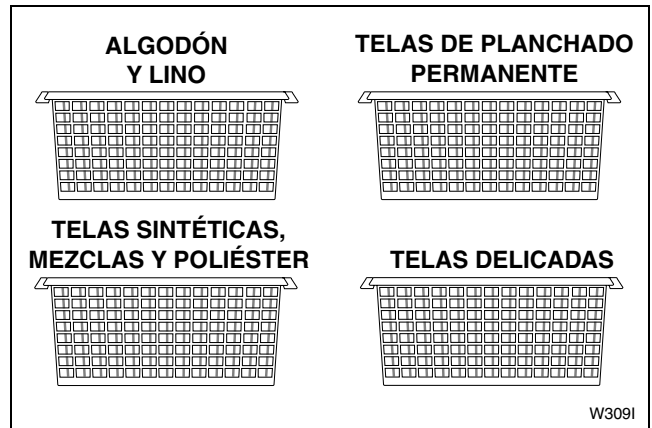 ALGODÓN
Y LINO
TELAS DE PLANCHADO
PERMANENTE
TELAS SINTÉTICAS,
MEZCLAS Y POLIÉSTER
TELAS DELICADAS
W309I